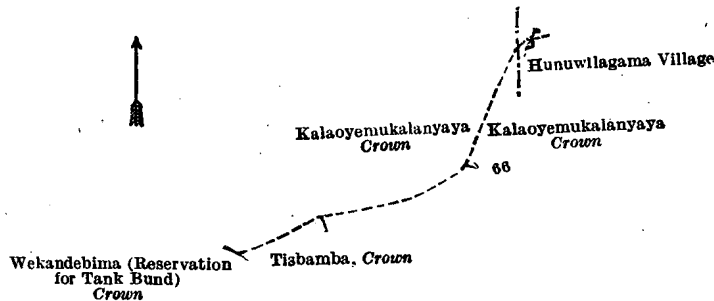 Hunuwilagama Village
Kalaoyemukalanyaya
Crown
Kalaoyemukalanyaya
Crown
66
Wekandebima (Reservation
for Tank Bund)
Crown
Tisbamba, Crown